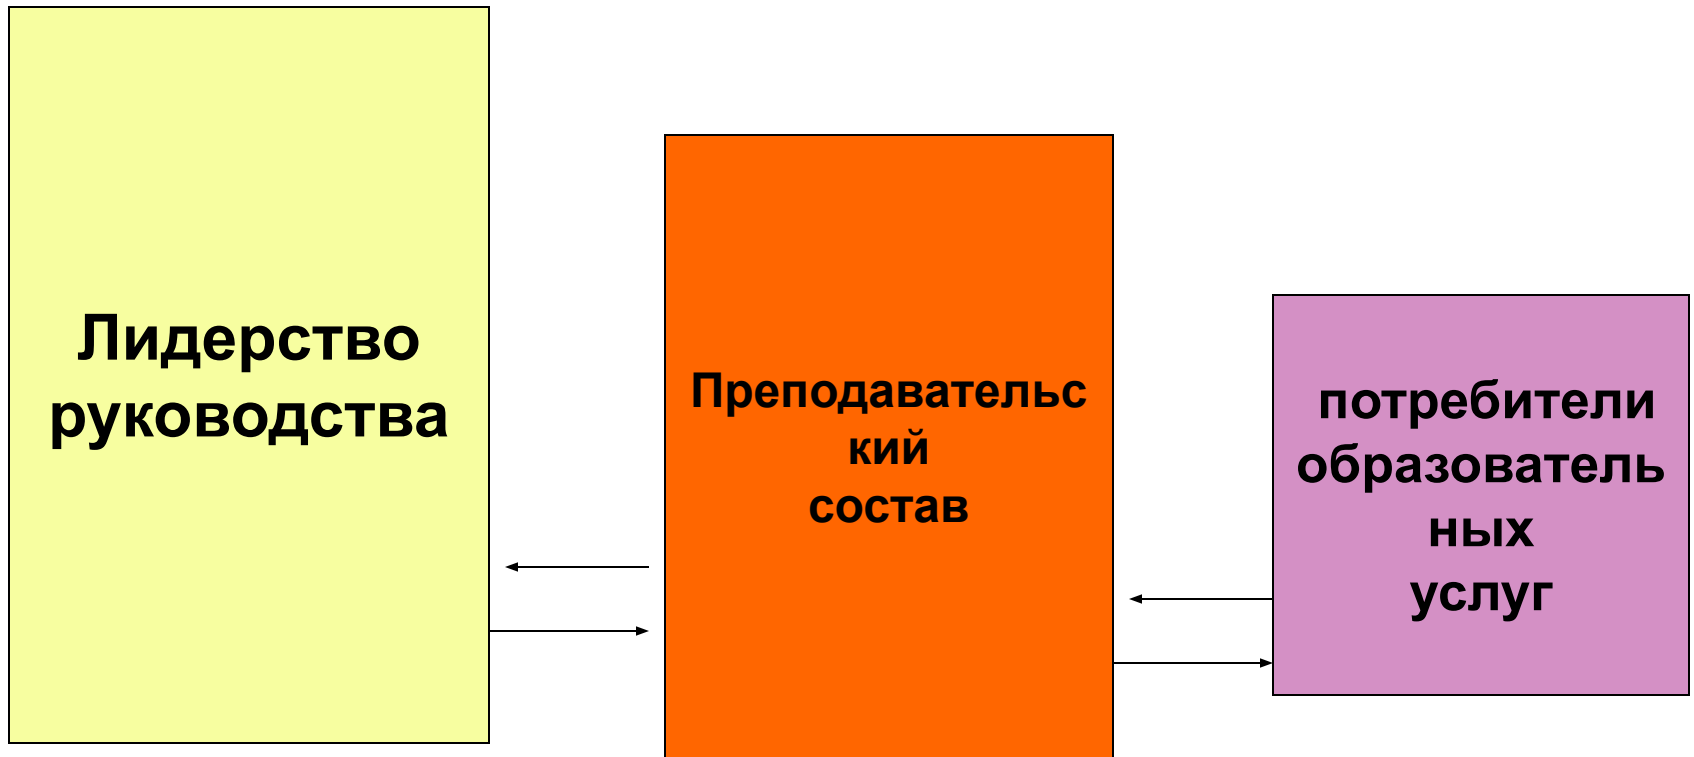 Лидерство
руководства
Преподавательс
кий
состав
потребители
образователь
ных
услуг